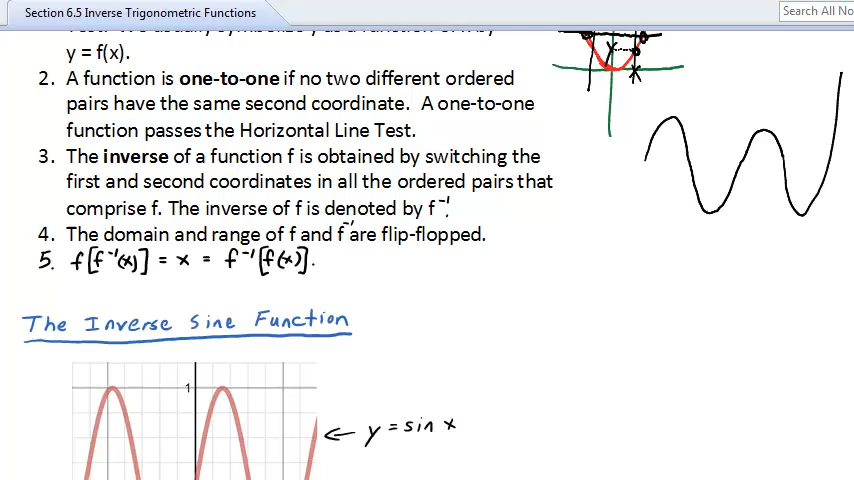 Section 6.5 Inverse Trigonometric Functions
Search All No
y = f(x).
2. A function is one-to-one if no two different ordered
pairs have the same second coordinate. A one-to-one
function passes the Horizontal Line Test.
3. The inverse of a function f is obtained by switching the
first and second coordinates in all the ordered pairs that
comprise f. The inverse of f is denoted by f⁻¹.
4. The domain and range of f and f⁻¹ are flip-flopped.
5. f[f⁻¹(x)] = x = f⁻¹[f(x)].
The Inverse Sine Function
1
← y = sin x